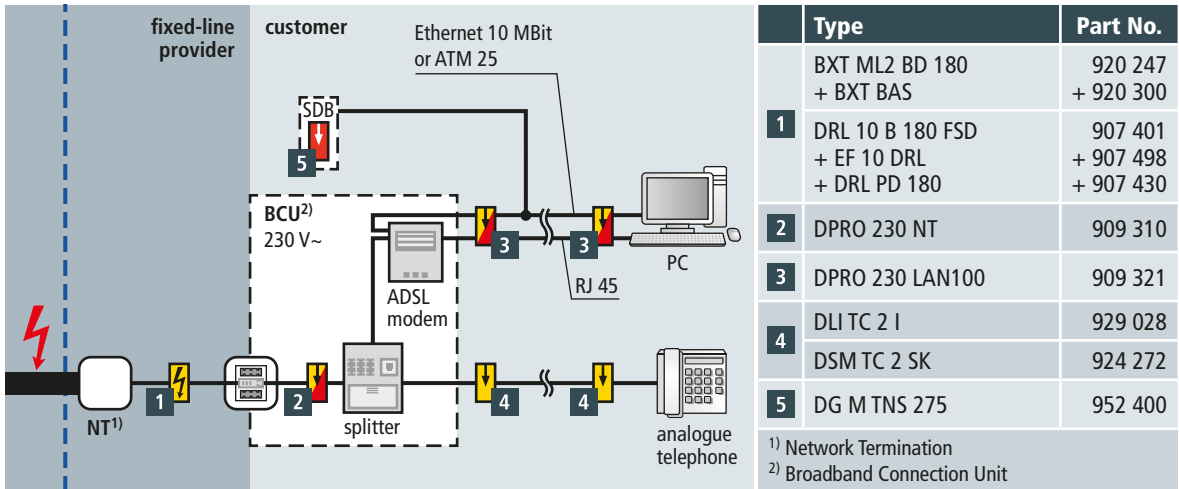 fixed-line
provider
customer
Ethernet 10 MBit
or ATM 25
SDB
5
BCU2)
230 V~
3
3
PC
RJ 45
ADSL
modem
1
2
4
4
NT1)
splitter
analogue
telephone
Type Part No.
1
BXT ML2 BD 180 920 247
+ BXT BAS + 920 300
DRL 10 B 180 FSD 907 401
+ EF 10 DRL + 907 498
+ DRL PD 180 + 907 430
2 DPRO 230 NT 909 310
3 DPRO 230 LAN100 909 321
4
DLI TC 2 I 929 028
DSM TC 2 SK 924 272
5 DG M TNS 275 952 400
1) Network Termination
2) Broadband Connection Unit